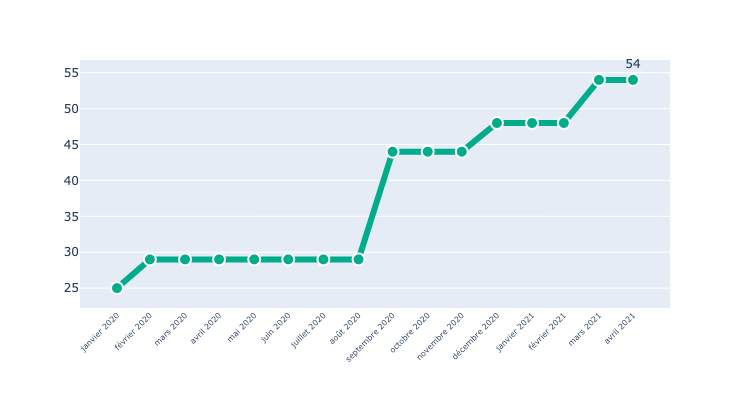 54
55
50
45
40
35
30
25
janvier 2020
février 2020
mars 2020
avril 2020
mai 2020
juin 2020
juillet 2020
août 2020
septembre 2020
octobre 2020
novembre 2020
décembre 2020
janvier 2021
février 2021
mars 2021
avril 2021